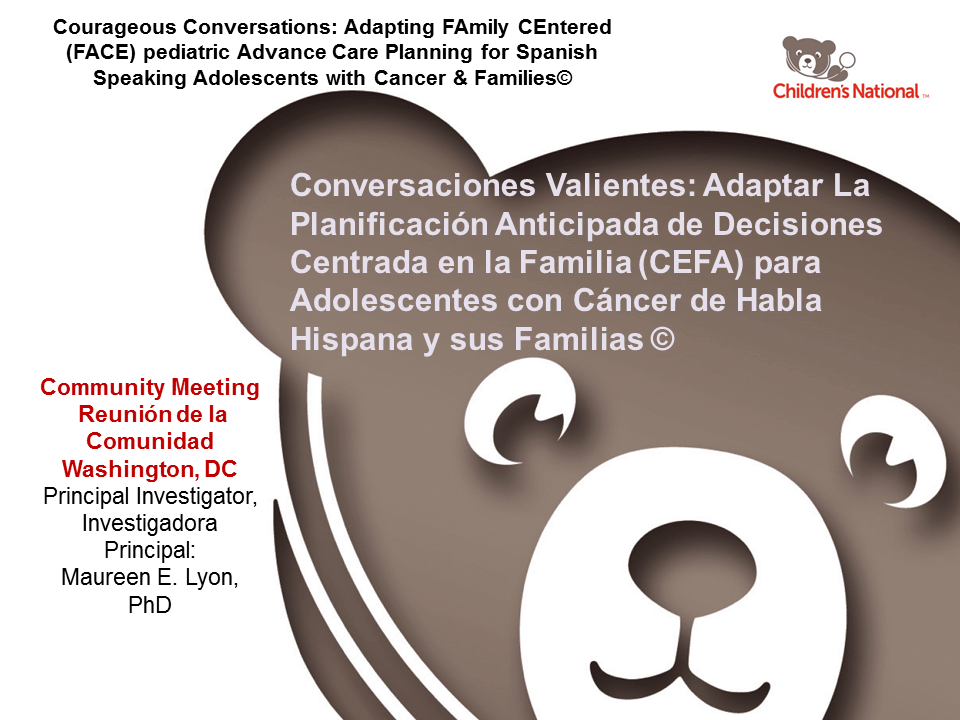 Courageous Conversations: Adapting FAmily CEntered
(FACE) pediatric Advance Care Planning for Spanish
Speaking Adolescents with Cancer & Families©
Children's National ™
Conversaciones Valientes: Adaptar La
Planificación Anticipada de Decisiones
Centrada en la Familia (CEFA) para
Adolescentes con Cáncer de Habla
Hispana y sus Familias ©
Community Meeting
Reunión de la
Comunidad
Washington, DC
Principal Investigator,
Investigadora
Principal:
Maureen E. Lyon,
PhD